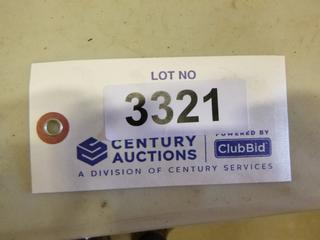 LOT NO
3321
CENTURY AUCTIONS
POWERED BY
ClubBid
A DIVISION OF CENTURY SERVICES